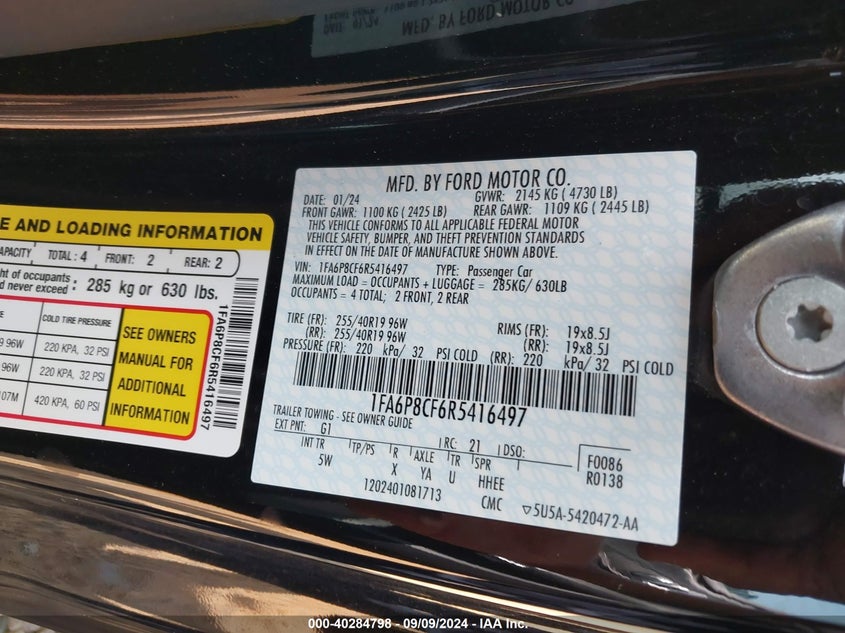 MFD. BY FORD MOTOR CO.
DATE: 01/24
FRONT GAWR: 1100 KG ( 2425 LB)
GVWR: 2145 KG ( 4730 LB)
REAR GAWR: 1109 KG ( 2445 LB)
THIS VEHICLE CONFORMS TO ALL APPLICABLE FEDERAL MOTOR
VEHICLE SAFETY, BUMPER, AND THEFT PREVENTION STANDARDS
IN EFFECT ON THE DATE OF MANUFACTURE SHOWN ABOVE.
VIN: 1FA6P8CF6R5416497 TYPE: Passenger Car
MAXIMUM LOAD = OCCUPANTS + LUGGAGE = 285KG/ 630LB
OCCUPANTS = 4 TOTAL; 2 FRONT, 2 REAR
TIRE (FR): 255/40R19 96W RIMS (FR): 19x8.5J
(RR): 255/40R19 96W (RR): 19x8.5J
PRESSURE (FR): 220 kPa/ 32 PSI COLD (RR): 220 kPa/ 32 PSI COLD
1FA6P8CF6R5416497
TRAILER TOWING - SEE OWNER GUIDE
EXT PNT: G1 RC: 21 DSO:
INT TR TP/PS R AXLE TR SPR
5W X YA U HHEE
F0086
R0138
1202401081713 CMC 5U5A-5420472-AA
E AND LOADING INFORMATION
CAPACITY TOTAL: 4 FRONT: 2 REAR: 2
ht of occupants :
d never exceed : 285 kg or 630 lbs.
COLD TIRE PRESSURE
96W 220 KPA, 32 PSI
96W 220 KPA, 32 PSI
107M 420 KPA, 60 PSI
SEE OWNERS
MANUAL FOR
ADDITIONAL
INFORMATION
1FA6P8CF6R5416497
000-40284798 - 09/09/2024 - IAA Inc.